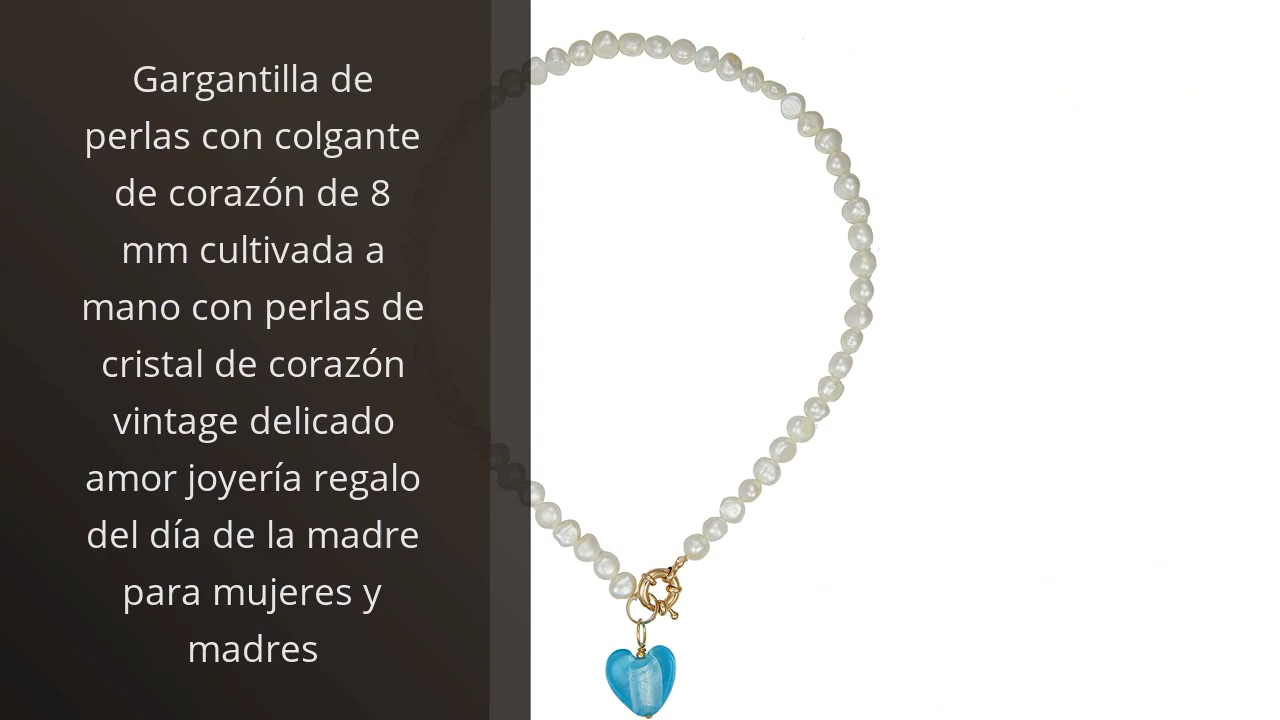 Gargantilla de
perlas con colgante
de corazón de 8
mm cultivada a
mano con perlas de
cristal de corazón
vintage delicado
amor joyería regalo
del día de la madre
para mujeres y
madres